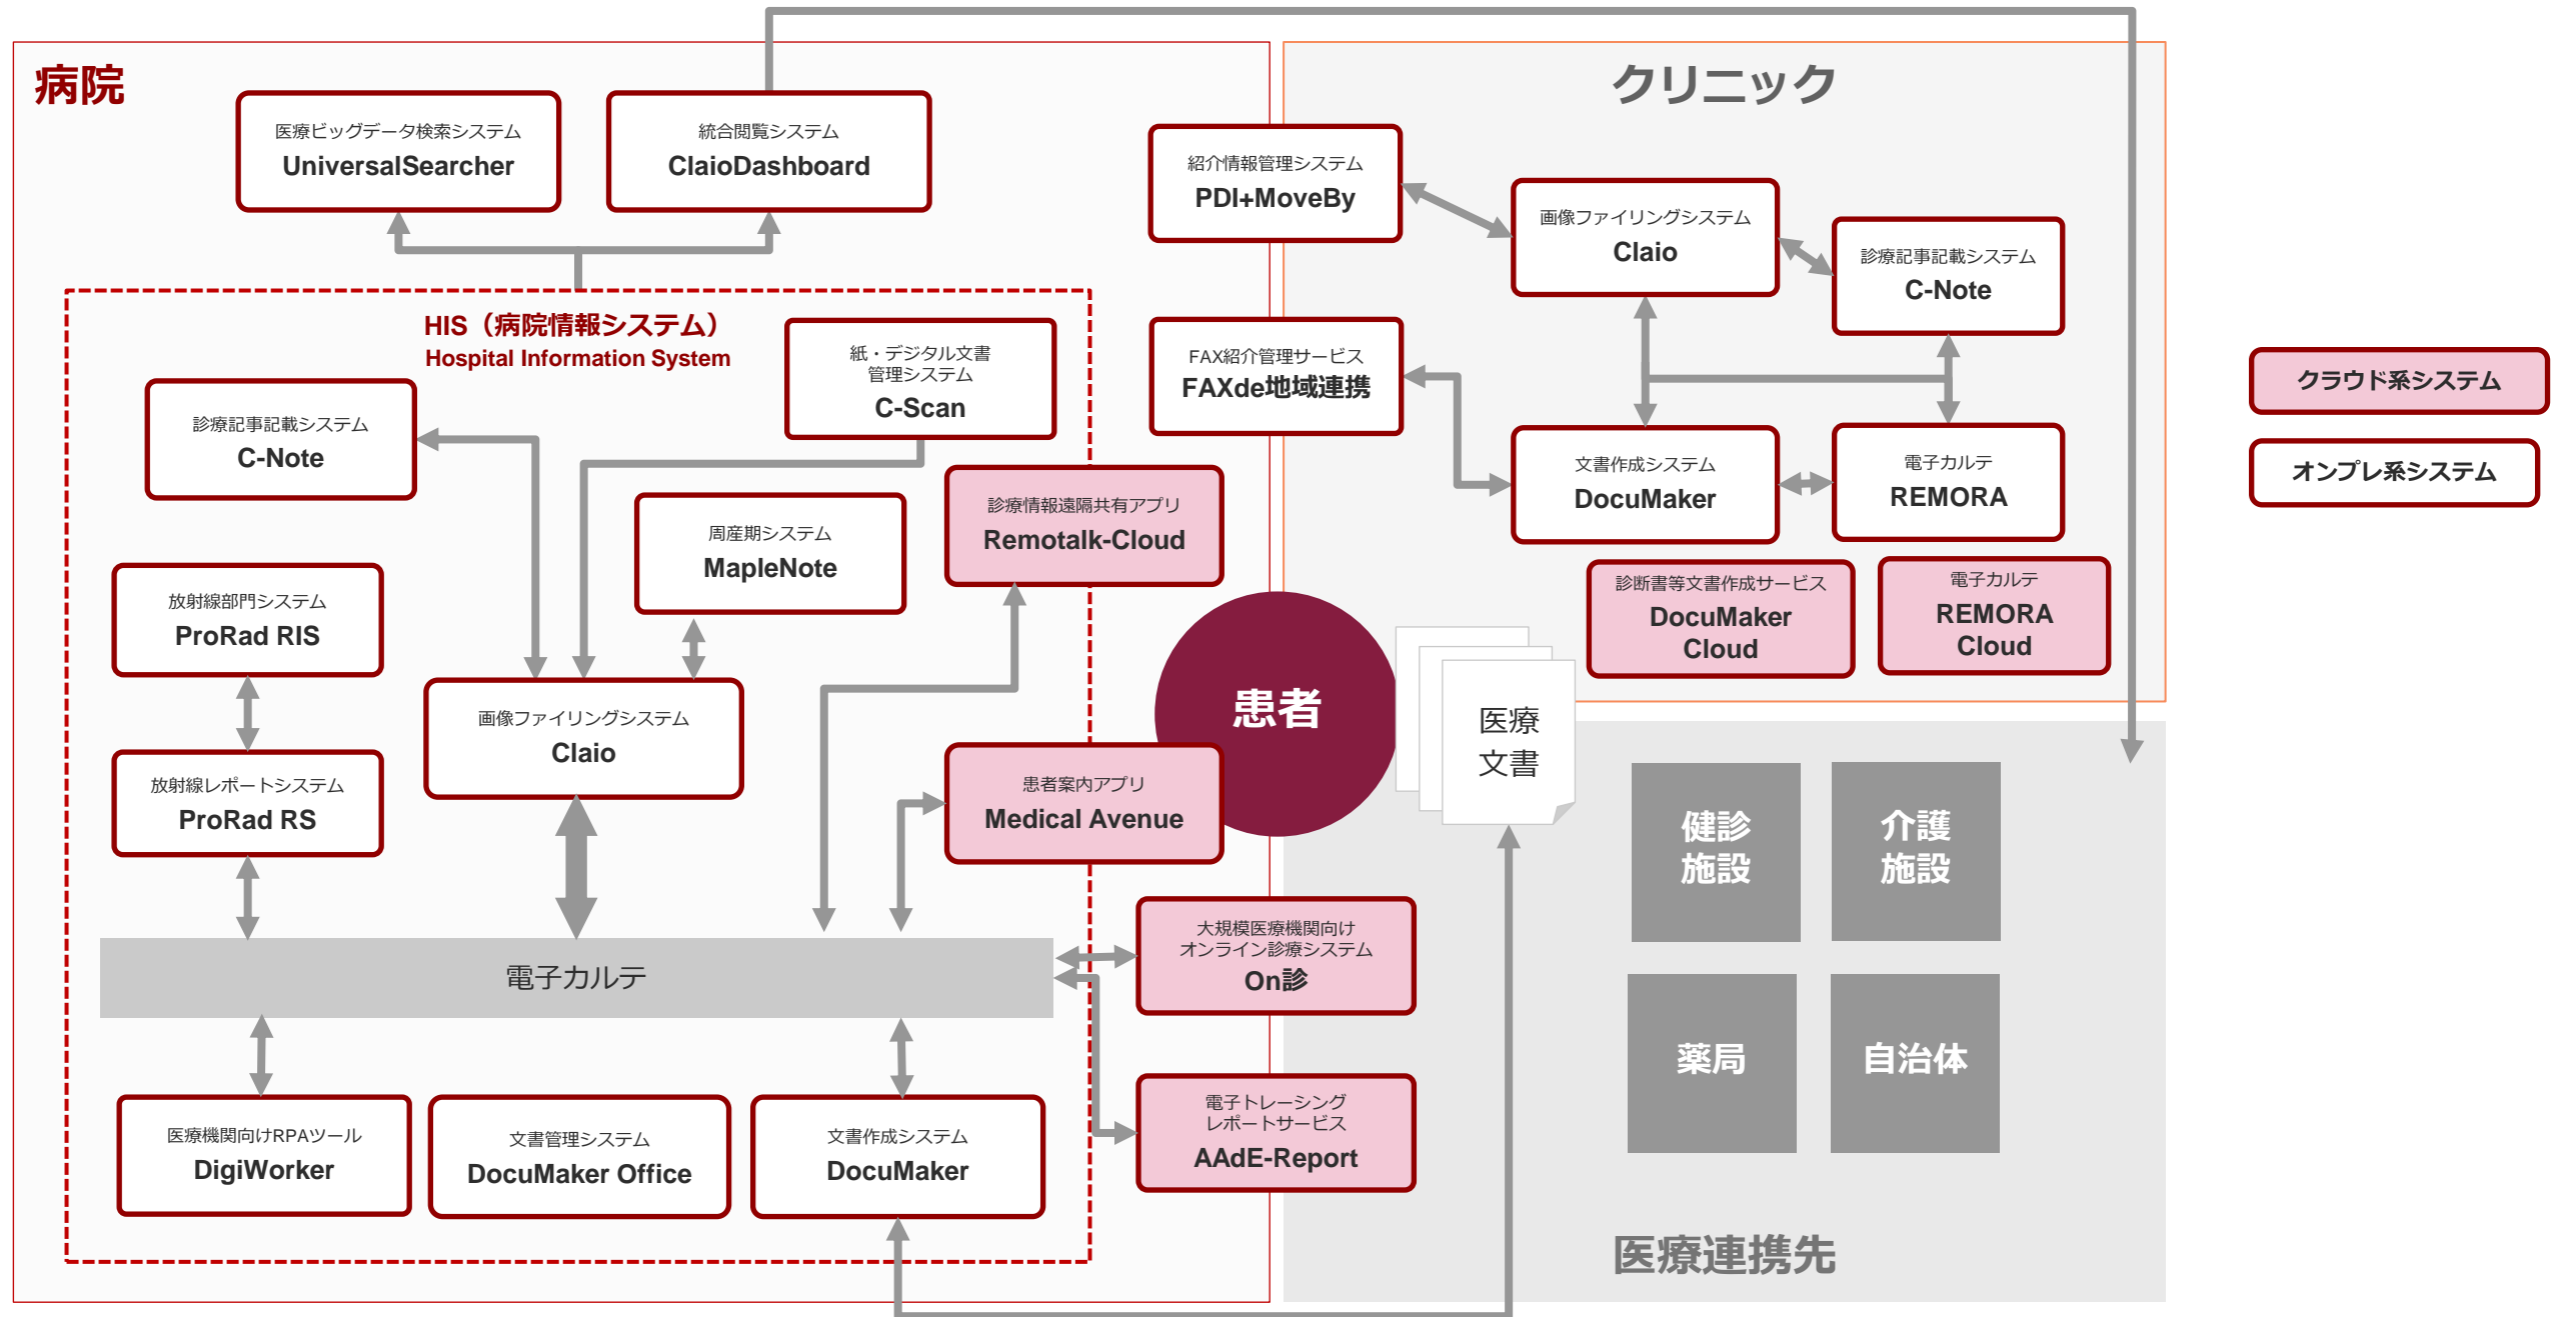 病院
医療ビッグデータ検索システム
UniversalSearcher
統合閲覧システム
ClaioDashboard
HIS（病院情報システム）
Hospital Information System
紙・デジタル文書
管理システム
C-Scan
診療記事記載システム
C-Note
周産期システム
MapleNote
診療情報遠隔共有アプリ
Remotalk-Cloud
放射線部門システム
ProRad RIS
放射線レポートシステム
ProRad RS
画像ファイリングシステム
Claio
患者案内アプリ
Medical Avenue
電子カルテ
大規模医療機関向け
オンライン診療システム
On診
電子トレーシング
レポートサービス
AAdE-Report
医療機関向けRPAツール
DigiWorker
文書管理システム
DocuMaker Office
文書作成システム
DocuMaker
患者
医療
文書
クリニック
紹介情報管理システム
PDI+MoveBy
画像ファイリングシステム
Claio
診療記事記載システム
C-Note
FAX紹介管理サービス
FAXde地域連携
文書作成システム
DocuMaker
電子カルテ
REMORA
診断書等文書作成サービス
DocuMaker
Cloud
電子カルテ
REMORA
Cloud
健診
施設
介護
施設
薬局
自治体
医療連携先
クラウド系システム
オンプレ系システム